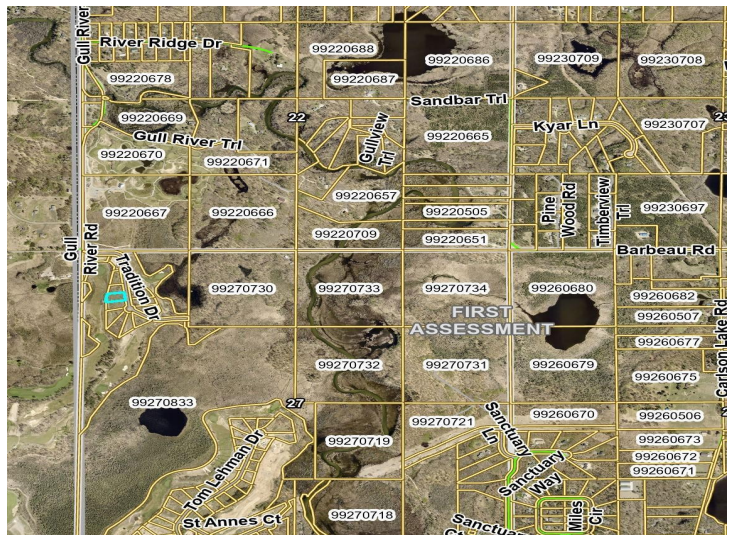 Gull River
River Ridge Dr
99220688
99220686
99230709
99230708
99220678
99220687
Sandbar Trl
99220669
22
Kyar Ln
99230707
23
Gull River Trl
Gullview
Trl
99220665
99220670
99220671
99220657
Pine
Wood Rd
Timberview
Trl
99230697
99220667
99220666
99220505
99220709
99220651
Gull
River Rd
Barbeau Rd
Tradition Dr
99270730
99270733
99270734
99260680
99260682
FIRST
ASSESSMENT
99260507
99260677
Carlson Lake Rd
99270732
99270731
99260679
99260675
99270833
27
99270721
Sanctuary
Ln
99260670
99260506
Tom Lehman Dr
99270719
99260673
99260672
Sanctuary
Way
99260671
St Annes Ct
99270718
Sanctuary
Miles
Cir